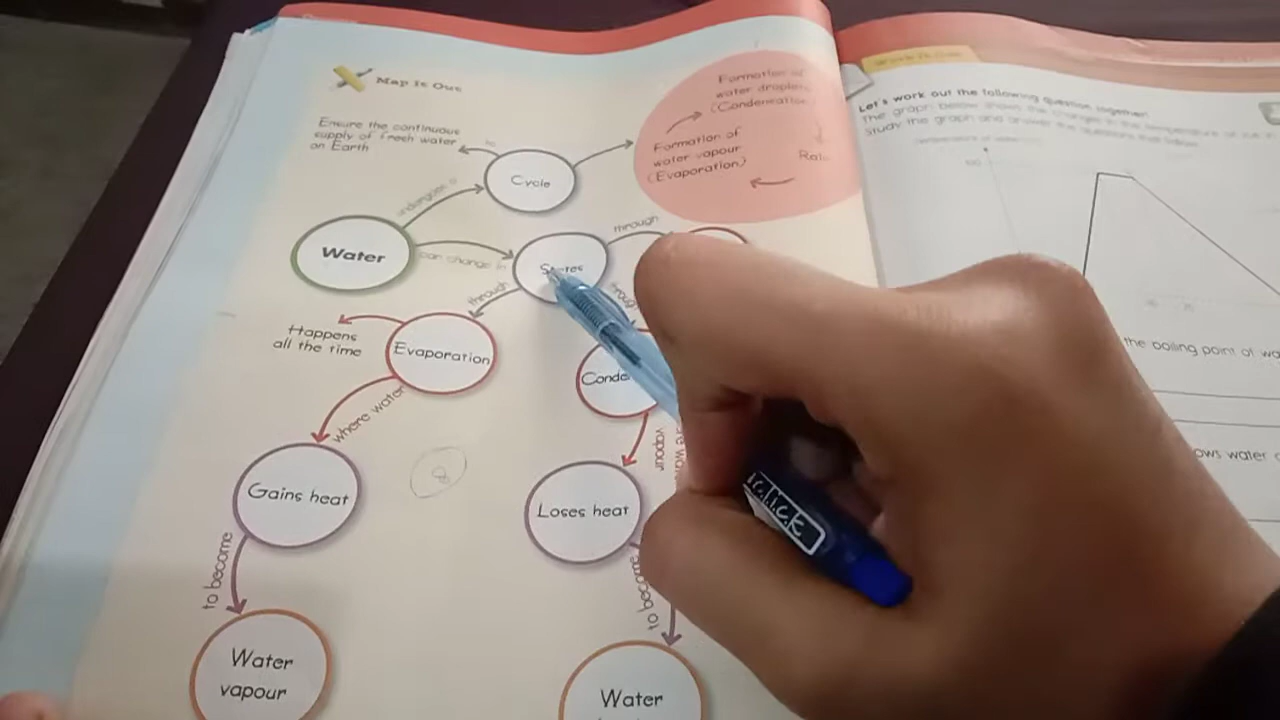 Map It Out
Ensure the continuous
supply of fresh water
on Earth
to
Cycle
undergoes a
Water
can change in
States
through
through
through
Formation of
water droplets
(Condensation)
Formation of
water vapour
(Evaporation)
Happens
all the time
Evaporation
where water
Gains heat
to become
Water
vapour
vapour
Loses heat
to become
Water
click
Let's work out the following question together.
The graph below shows the changes in the temperature of
Study the graph and answer the questions that follow.
the boiling point of
water